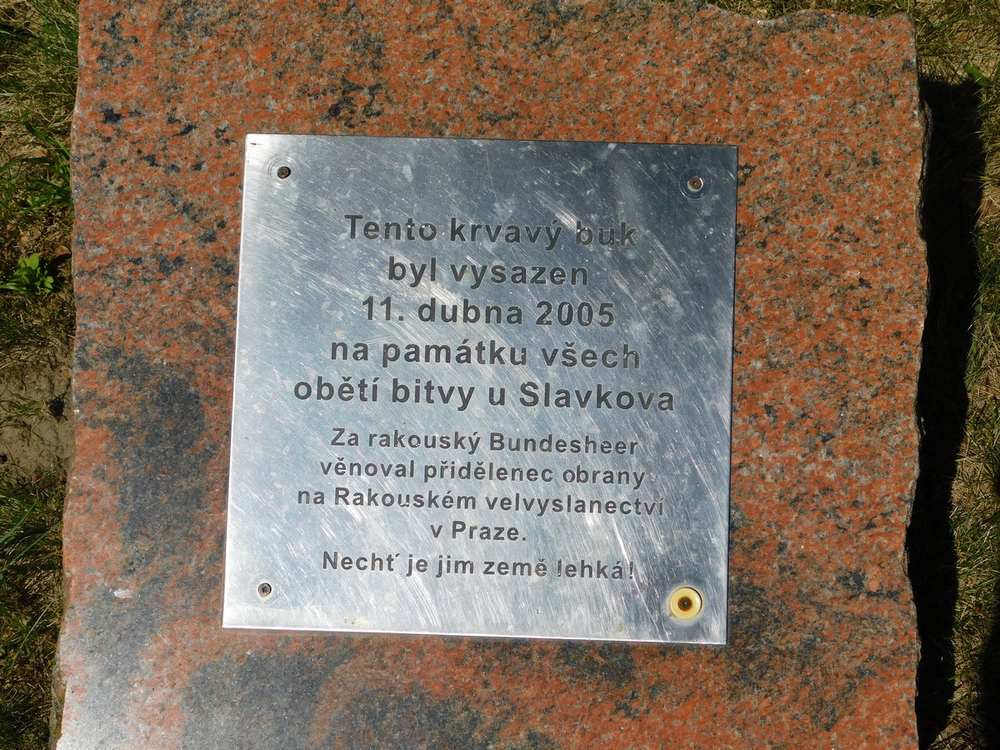 Tento krvavý buk
byl vysazen
11. dubna 2005
na památku všech
obětí bitvy u Slavkova
Za rakouský Bundesheer
věnoval přidělenec obrany
na Rakouském velvyslanectví
v Praze.
Nechť je jim země lehká!